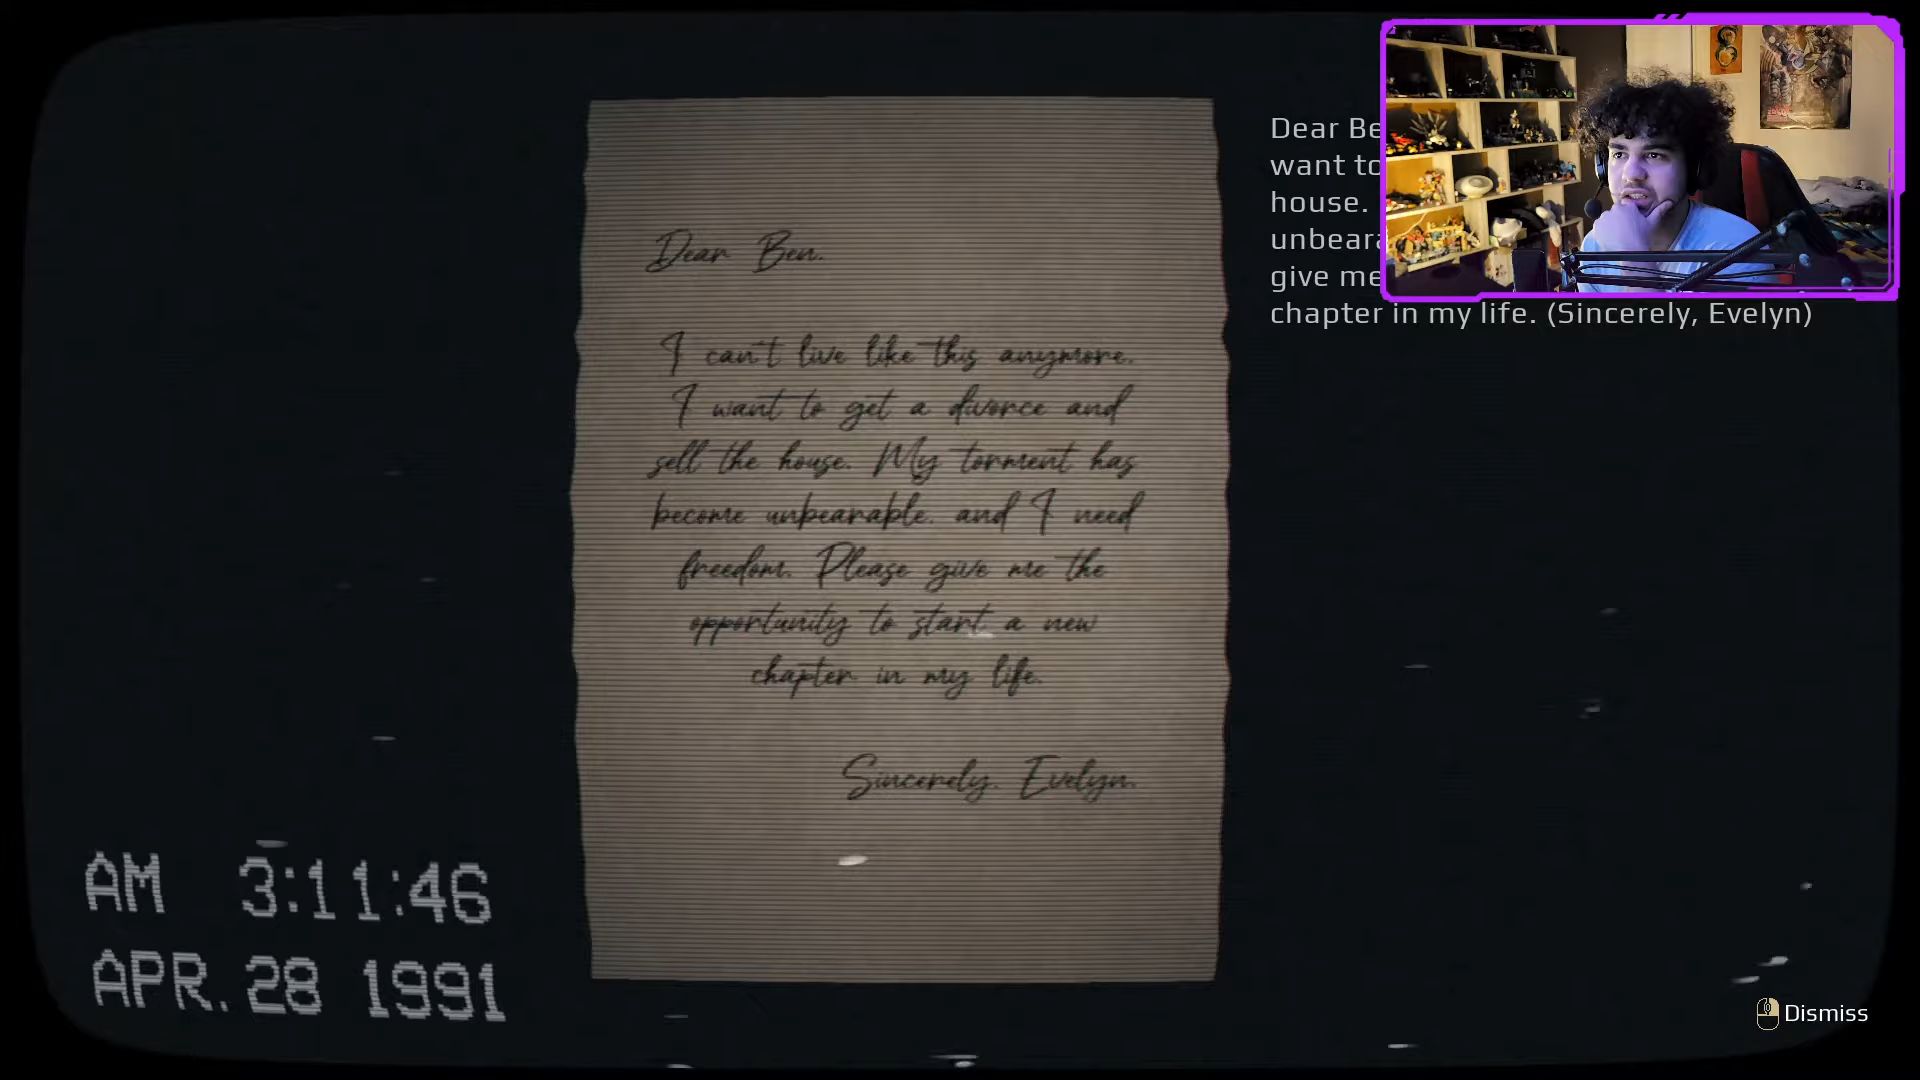 Dear Ben.
I can't live like this anymore.
I want to get a divorce and
sell the house. My torment has
become unbearable. and I need
freedom. Please give me the
opportunity to start a new
chapter in my life.
Sincerely. Evelyn.
Dear
want to
house.
give me
chapter in my life. (Sincerely, Evelyn)
AM 3:11:46
APR. 28 1991
Dismiss